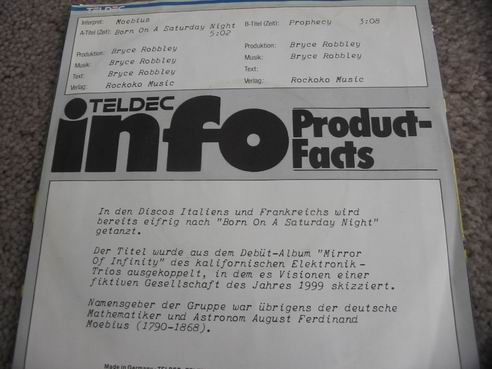 Interpret: Moebius
A-Titel (Zeit): Born On A Saturday Night
5:02
Produktion: Bryce Robbley
Musik: Bryce Robbley
Text: Bryce Robbley
Verlag: Rockoko Music
B-Titel (Zeit): Prophecy 3:08
Produktion: Bryce Robbley
Musik: Bryce Robbley
Text:
Verlag: Rockoko Music
TELDEC
info Product-
Facts
In den Discos Italiens und Frankreichs wird
bereits eifrig nach "Born On A Saturday Night"
getanzt.
Der Titel wurde aus dem Debüt-Album "Mirror
Of Infinity" des kalifornischen Elektronik-
Trios ausgekoppelt, in dem es Visionen einer
fiktiven Gesellschaft des Jahres 1999 skizziert.
Namensgeber der Gruppe war übrigens der deutsche
Mathematiker und Astronom August Ferdinand
Moebius (1790-1868).
Made in Germany